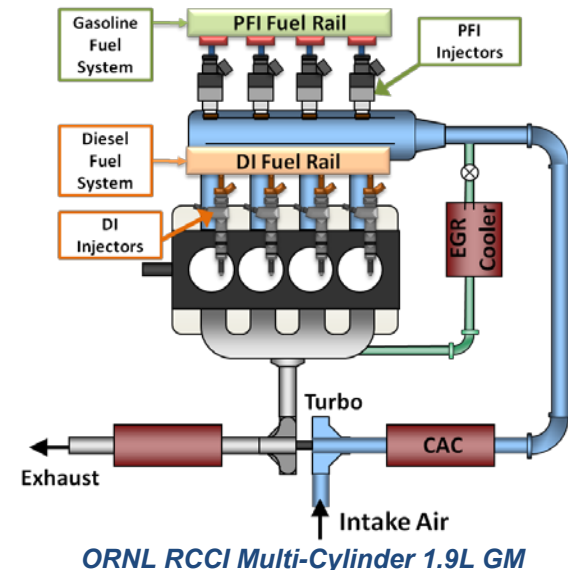 Gasoline
Fuel
System
PFI Fuel Rail
PFI
Injectors
Diesel
Fuel
System
DI Fuel Rail
DI
Injectors
EGR
Cooler
Turbo
CAC
Exhaust
Intake Air
ORNL RCCI Multi-Cylinder 1.9L GM